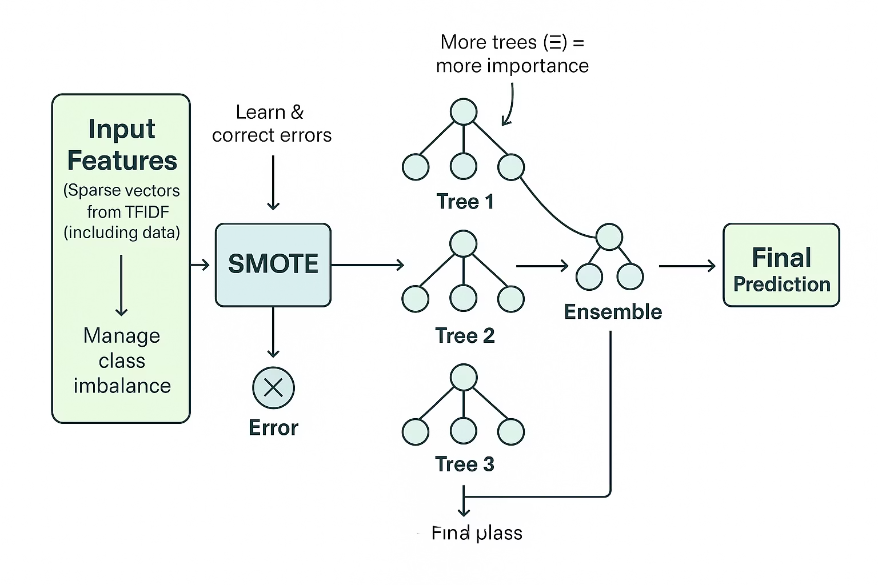 More trees (Ξ) =
more importance
Input
Features
(Sparse vectors
from TFIDF
(including data)
Manage
class
imbalance
Learn &
correct errors
SMOTE
Error
Tree 1
Tree 2
Tree 3
Ensemble
Final
Prediction
Final